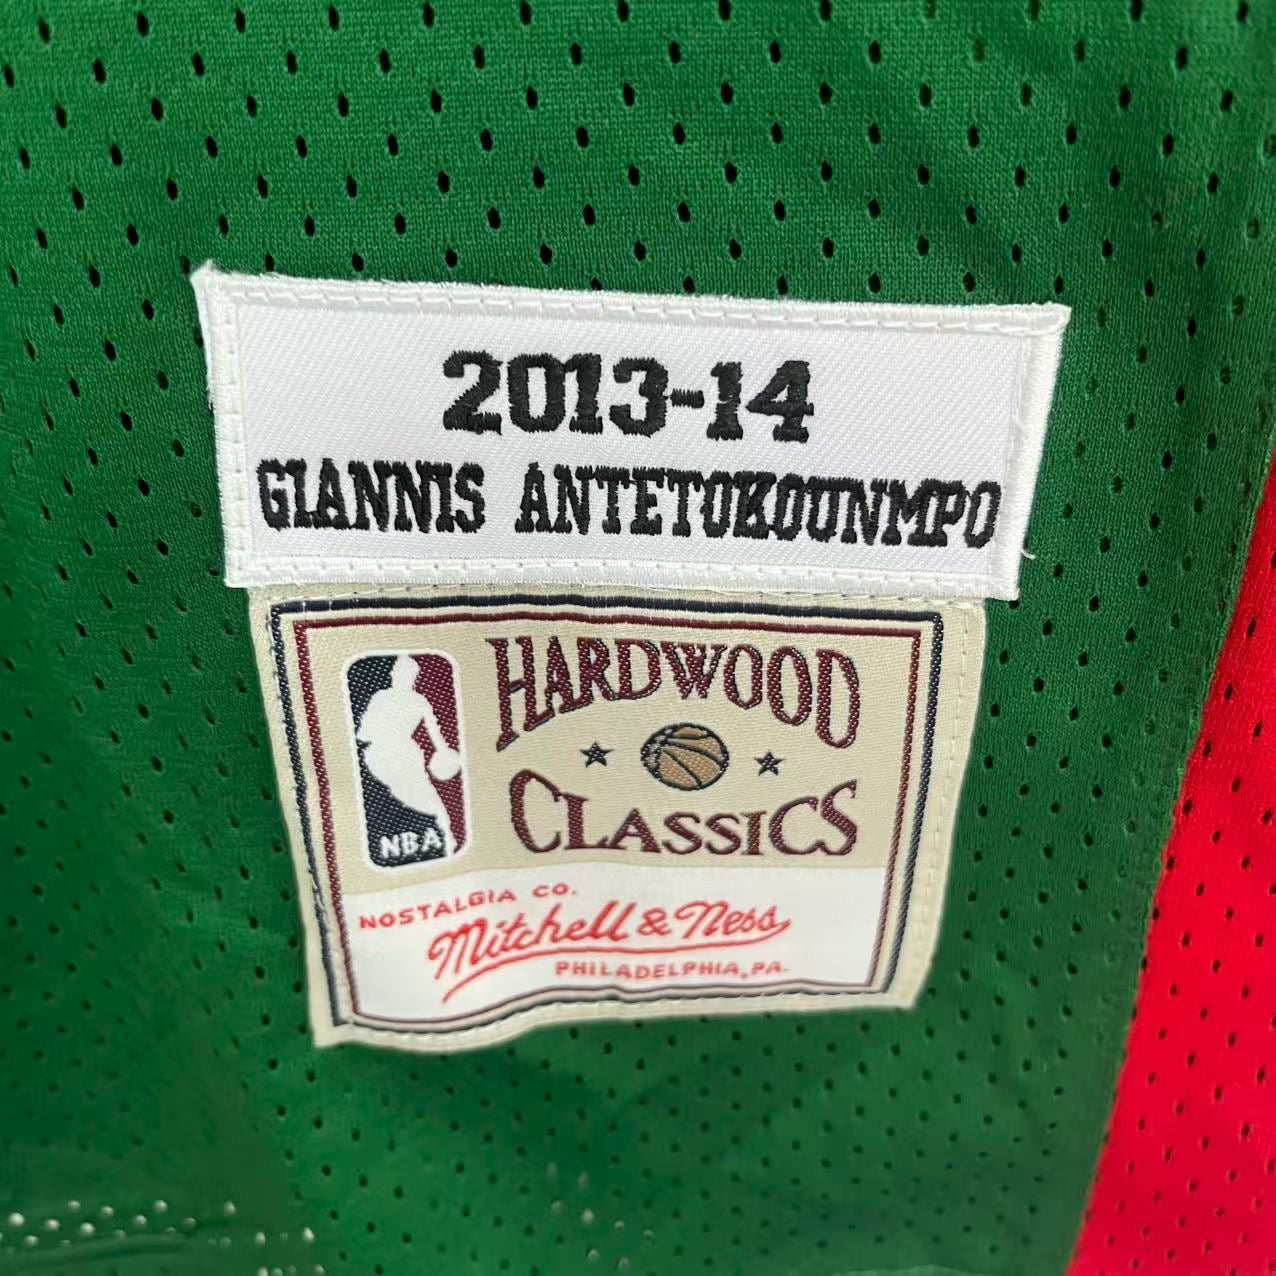 2013-14
GIANNIS ANTETOKOUNMPO
HARDWOOD
CLASSICS
NBA
NOSTALGIA CO.
Mitchell & Ness
PHILADELPHIA, PA.